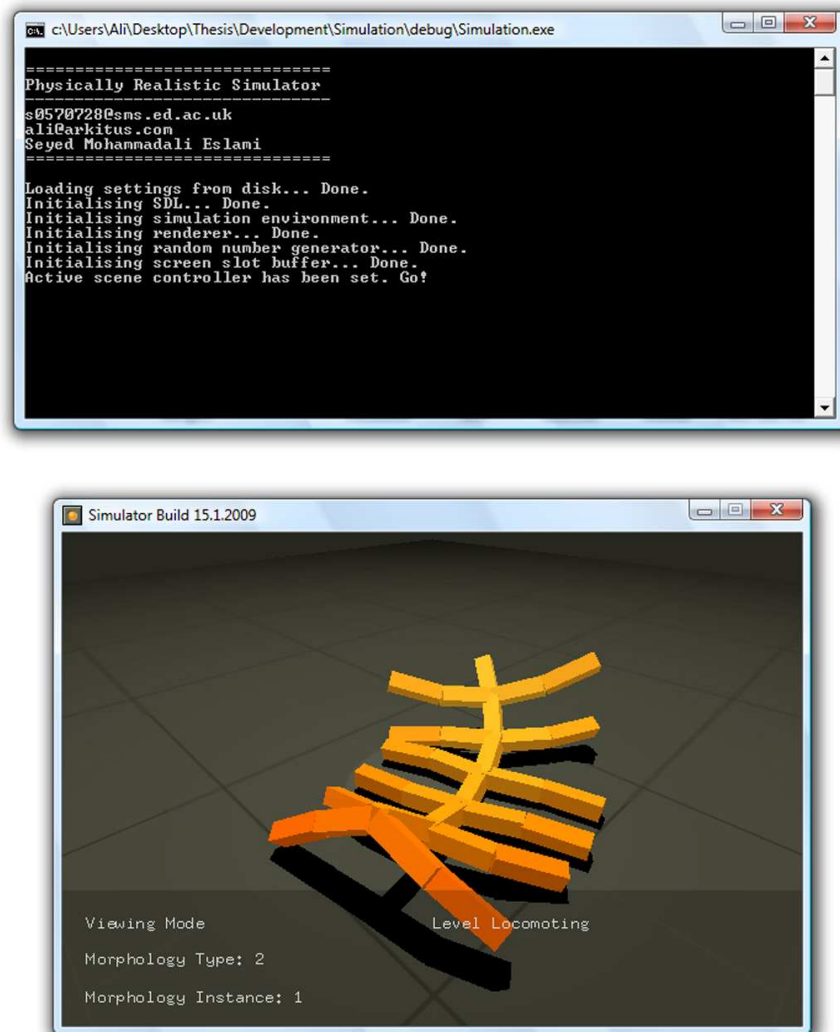 c:\Users\Ali\Desktop\Thesis\Development\Simulation\debug\Simulation.exe
===============================
Physically Realistic Simulator
-------------------------------
s0570728@sms.ed.ac.uk
ali@arkitus.com
Seyed Mohammadali Eslami
===============================
Loading settings from disk... Done.
Initialising SDL... Done.
Initialising simulation environment... Done.
Initialising renderer... Done.
Initialising random number generator... Done.
Initialising screen slot buffer... Done.
Active scene controller has been set. Go!
Simulator Build 15.1.2009
Viewing Mode Level Locomoting
Morphology Type: 2
Morphology Instance: 1